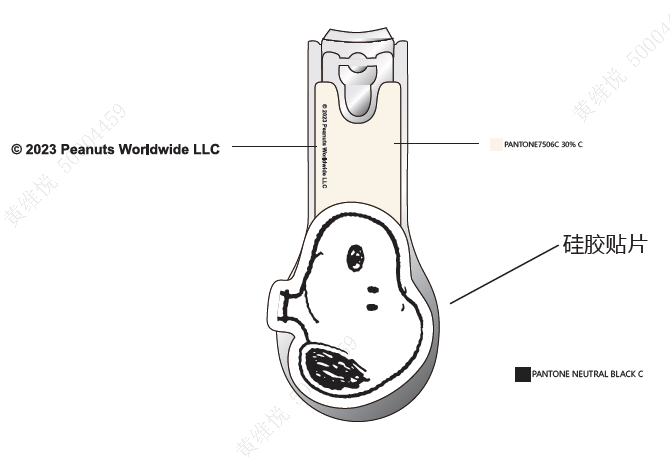 黄维悦 50004459
黄维悦 50004459
© 2023 Peanuts Worldwide LLC
© 2023 Peanuts Worldwide LLC
PANTONE7506C 30% C
硅胶贴片
PANTONE NEUTRAL BLACK C
黄维悦 50004459